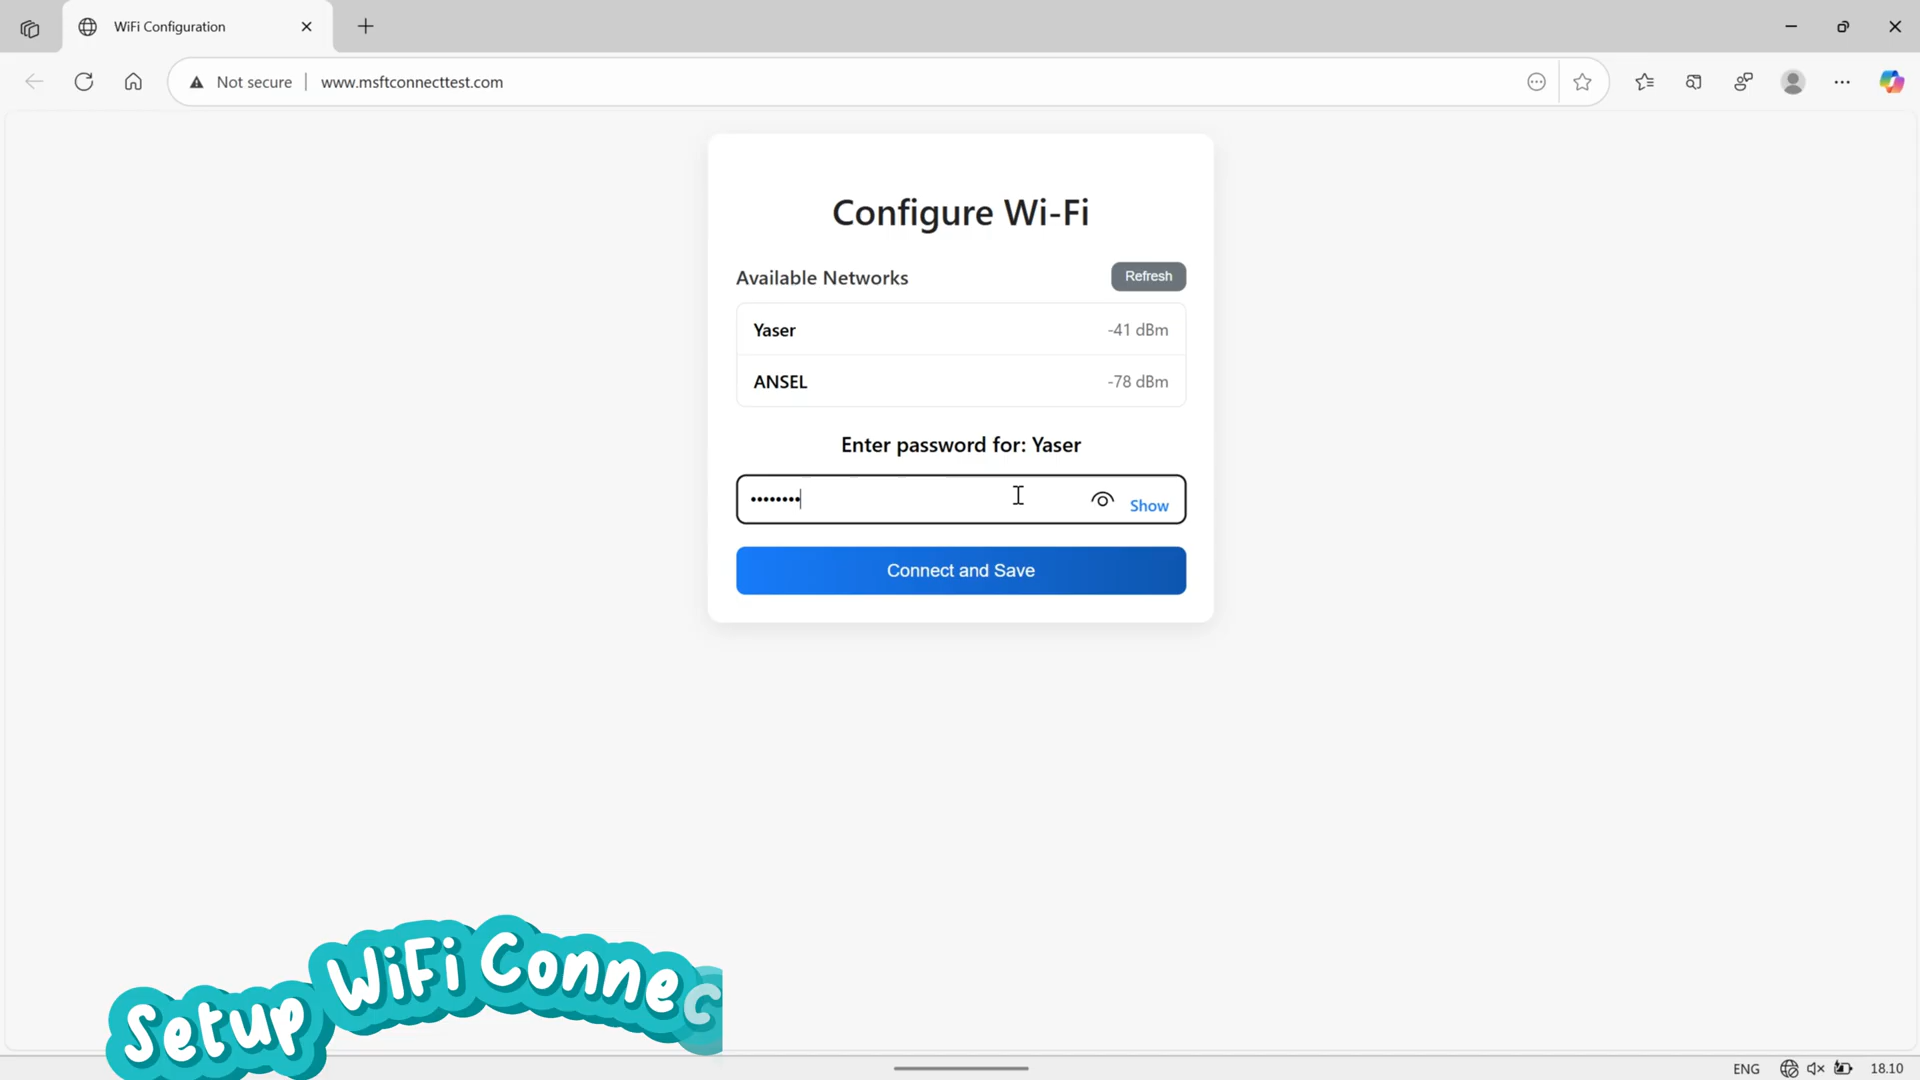 WiFi Configuration
Not secure
www.msftconnecttest.com
Configure Wi-Fi
Available Networks
Refresh
Yaser
-41 dBm
ANSEL
-78 dBm
Enter password for: Yaser
••••••••
Show
Connect and Save
Setup WiFi Connec
ENG
18.10